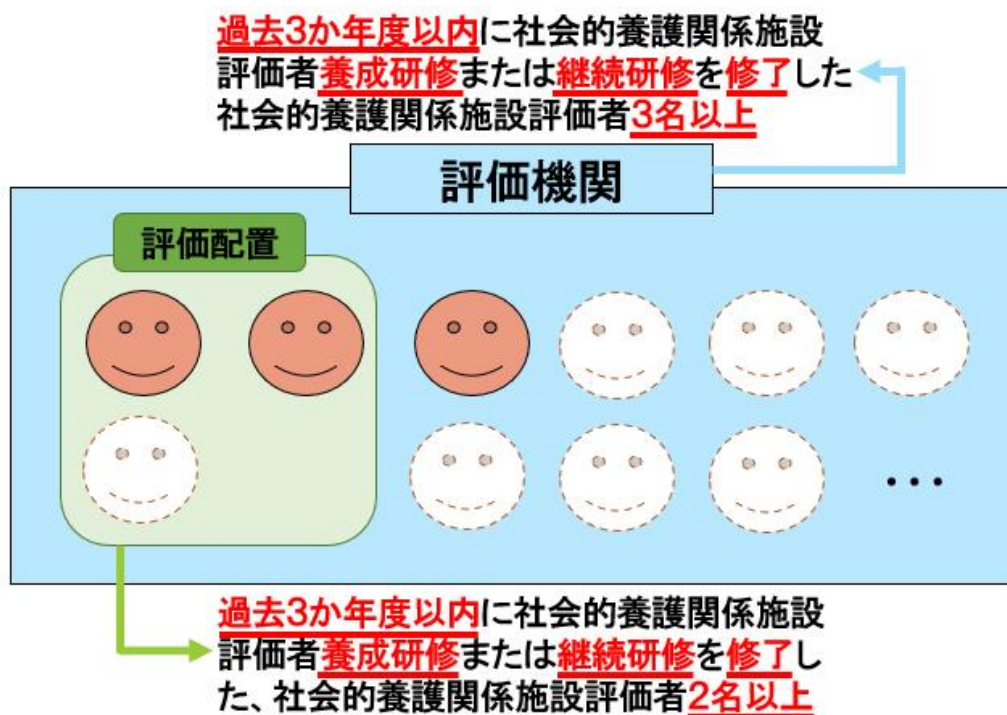 過去3か年度以内に社会的養護関係施設
評価者養成研修または継続研修を修了した
社会的養護関係施設評価者3名以上
評価機関
評価配置
・・・
過去3か年度以内に社会的養護関係施設
評価者養成研修または継続研修を修了し
た、社会的養護関係施設評価者2名以上